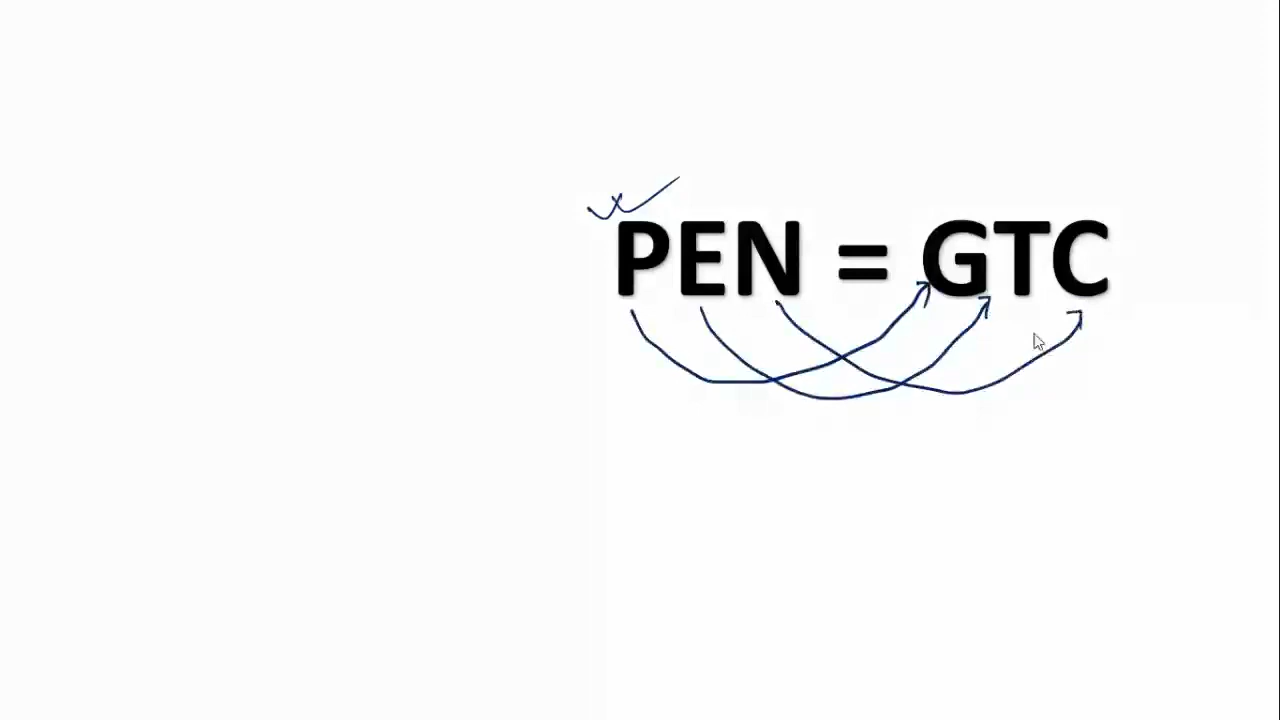 PEN = GTC